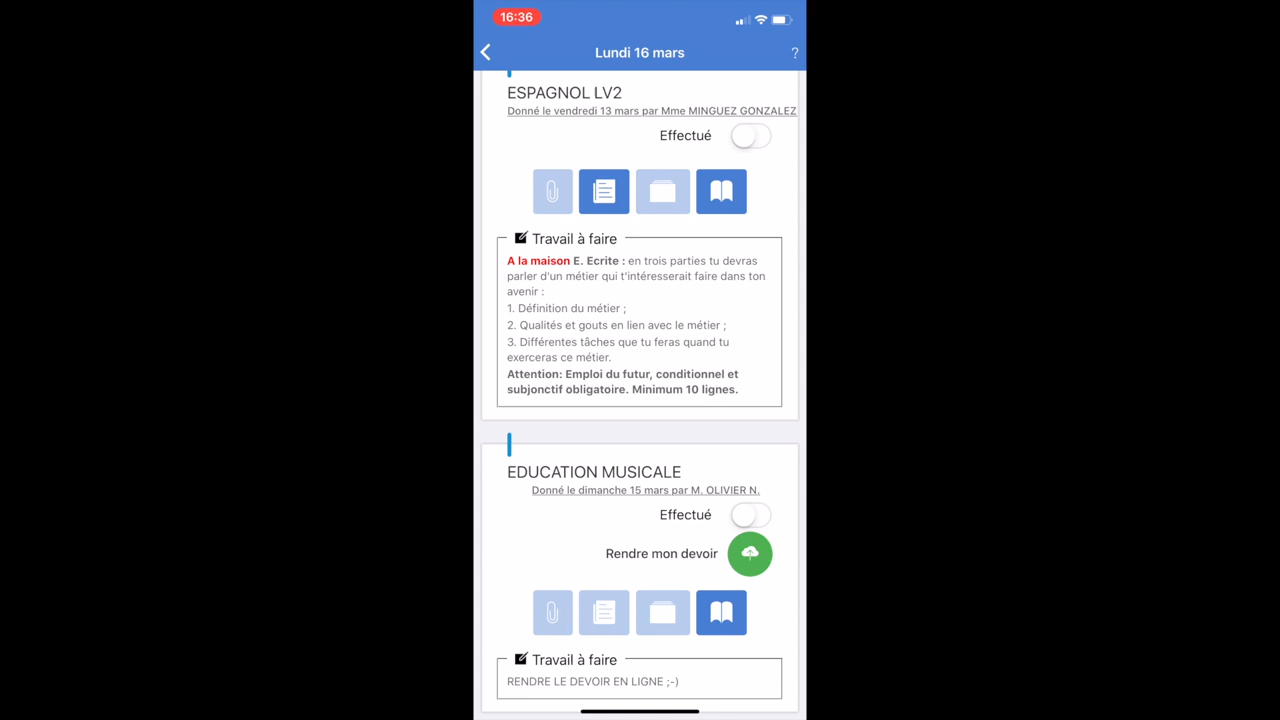 16:36
Lundi 16 mars
?
ESPAGNOL LV2
Donné le vendredi 13 mars par Mme MINGUEZ GONZALEZ
Effectué
Travail à faire
A la maison E. Ecrite : en trois parties tu devras
parler d'un métier qui t'intéresserait faire dans ton
avenir :
1. Définition du métier ;
2. Qualités et gouts en lien avec le métier ;
3. Différentes tâches que tu feras quand tu
exerceras ce métier.
Attention: Emploi du futur, conditionnel et
subjonctif obligatoire. Minimum 10 lignes.
EDUCATION MUSICALE
Donné le dimanche 15 mars par M. OLIVIER N.
Effectué
Rendre mon devoir
Travail à faire
RENDRE LE DEVOIR EN LIGNE ;-)